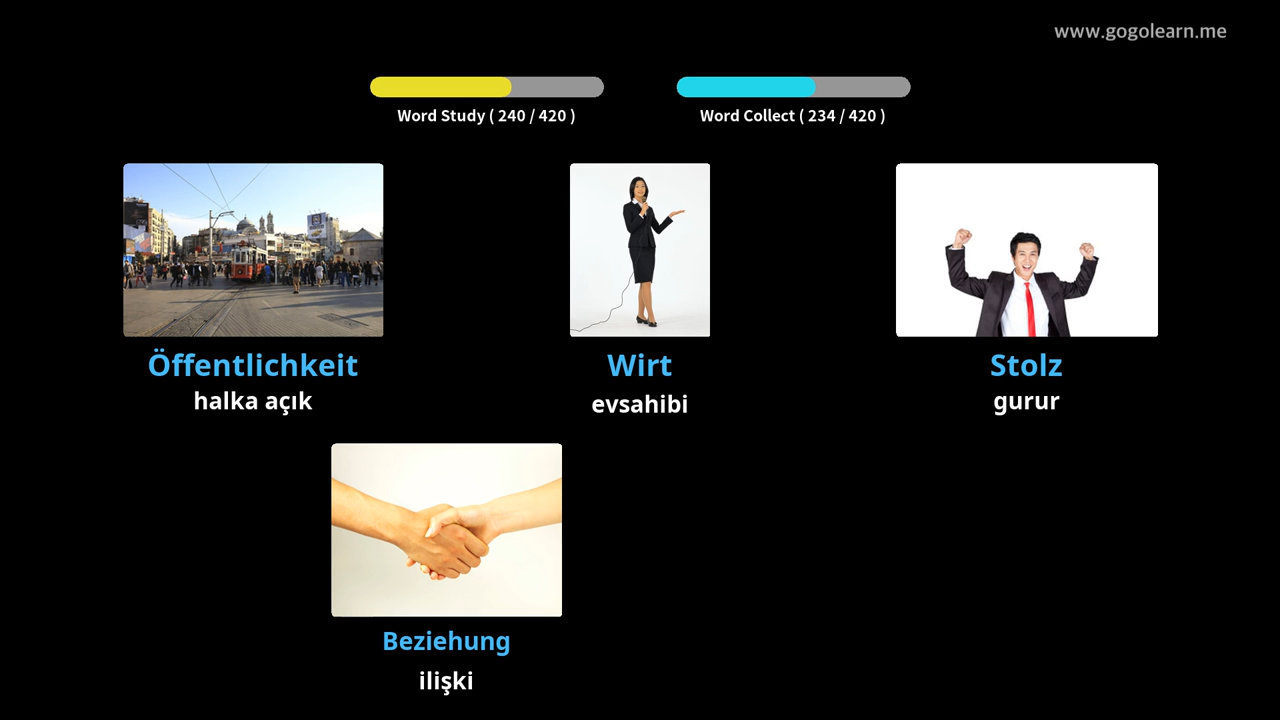 www.gogolearn.me
Word Study ( 240 / 420 )
Word Collect ( 234 / 420 )
Öffentlichkeit
halka açık
Wirt
evsahibi
Stolz
gurur
Beziehung
ilişki